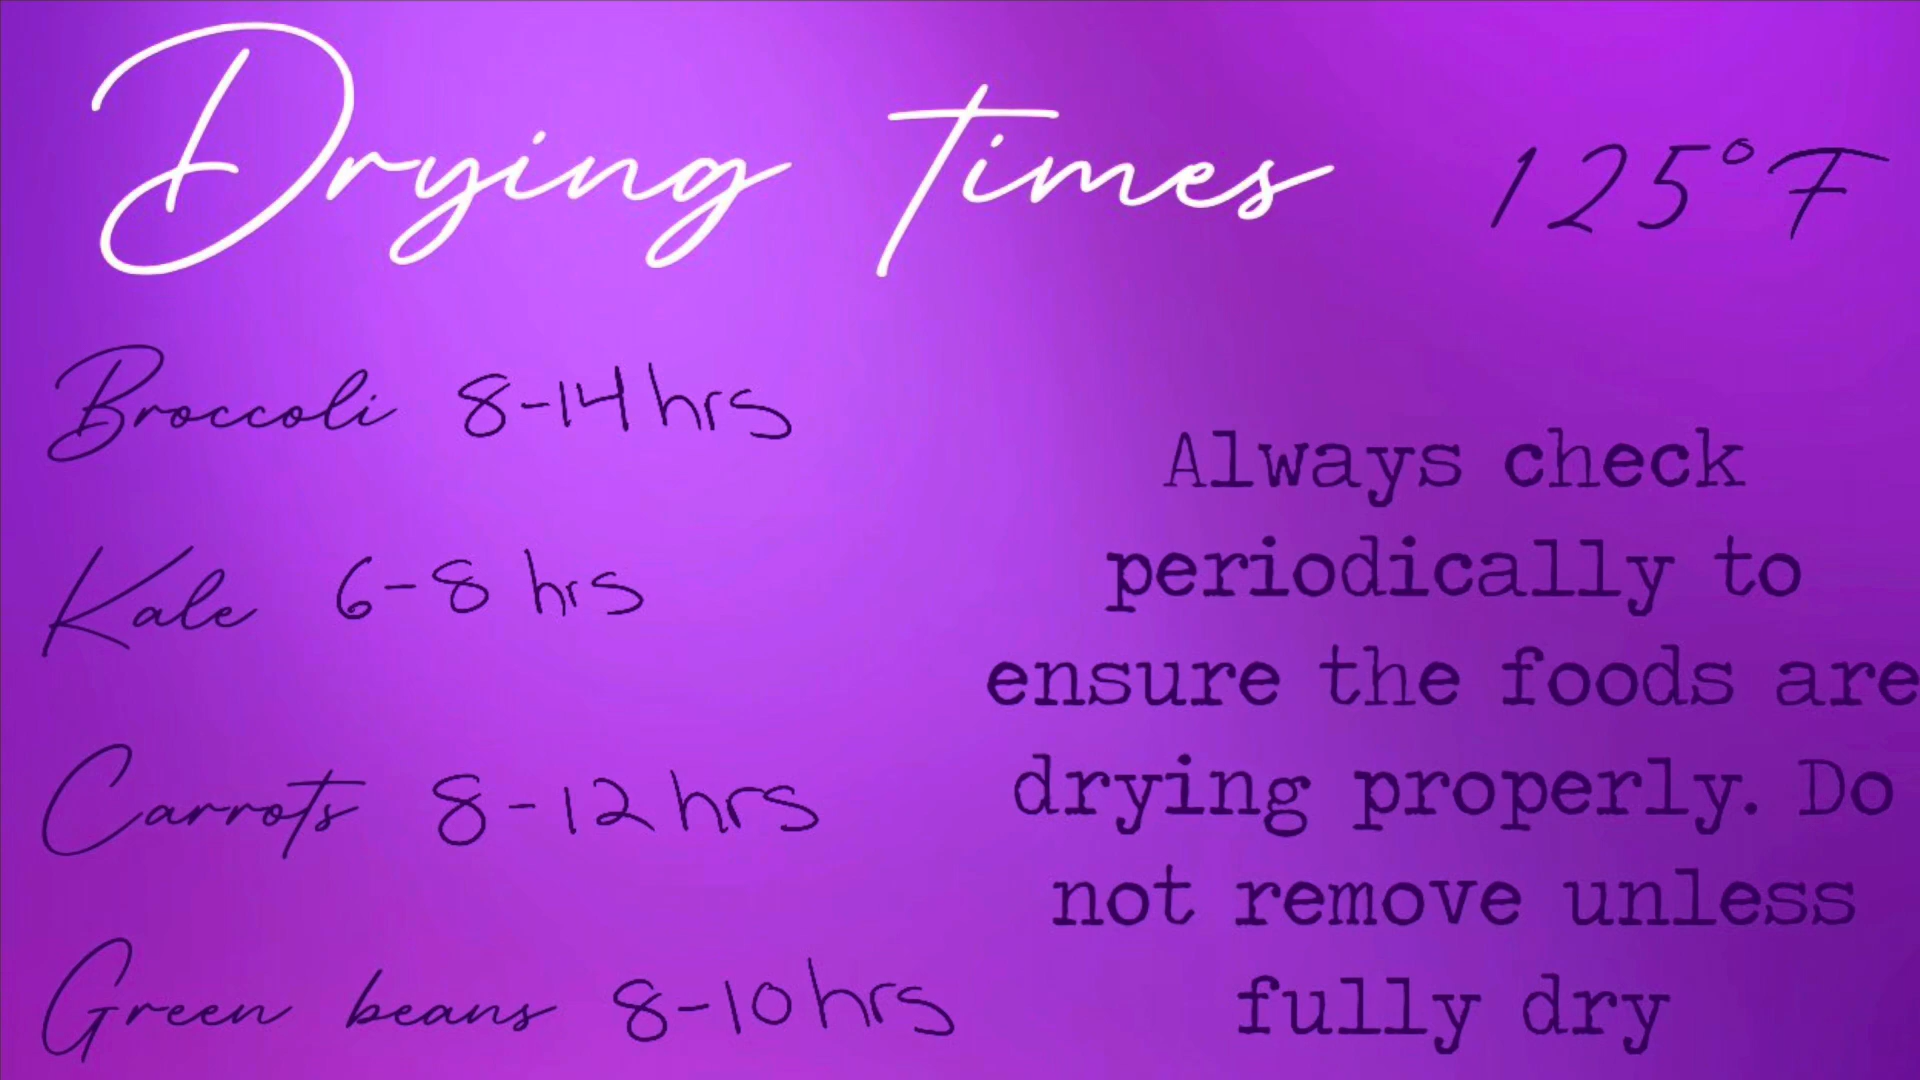 Drying Times
125°F
Broccoli 8-14 hrs
Kale 6-8 hrs
Carrots 8-12 hrs
Green beans 8-10 hrs
Always check
periodically to
ensure the foods are
drying properly. Do
not remove unless
fully dry